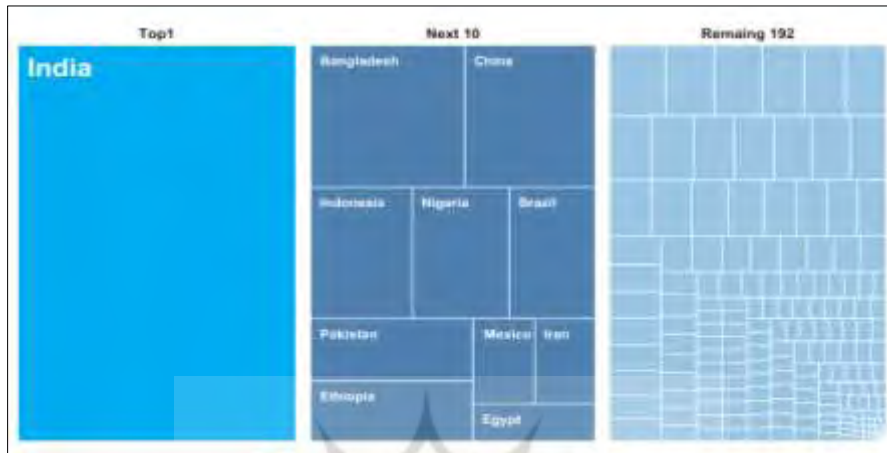 Top1
Next 10
Remaing 192
India
Bangladesh
China
Indonesia
Nigeria
Brazil
Pakistan
Mexico
Iran
Ethiopia
Egypt